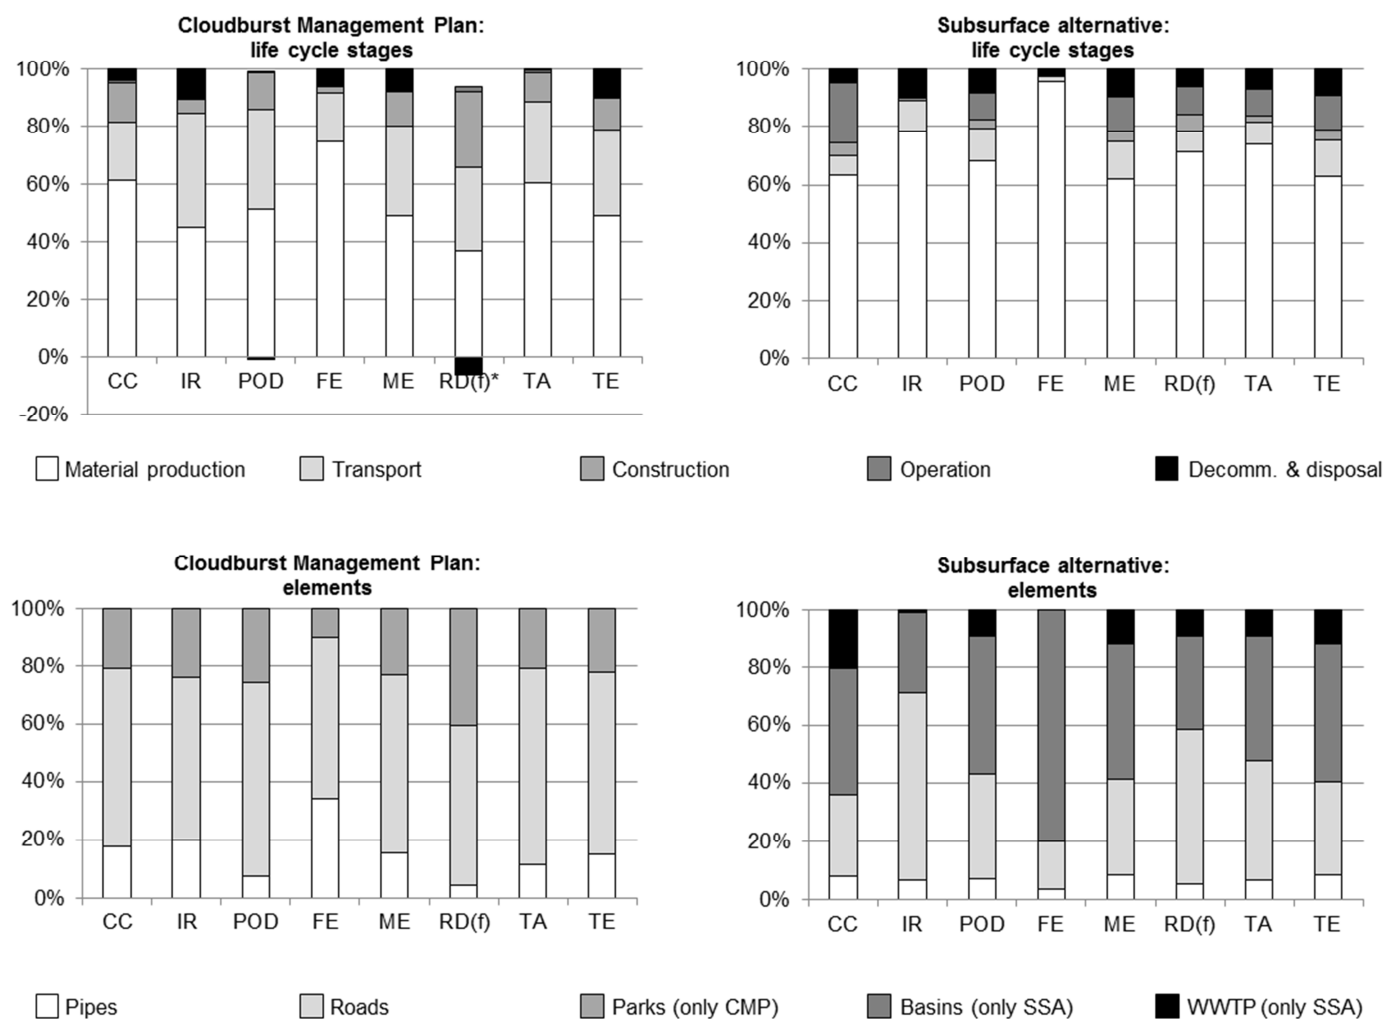 Cloudburst Management Plan:
life cycle stages
100%
80%
60%
40%
20%
0%
-20%
CC IR POD FE ME RD(f)* TA TE
Subsurface alternative:
life cycle stages
100%
80%
60%
40%
20%
0%
CC IR POD FE ME RD(f) TA TE
Material production Transport Construction Operation Decomm. & disposal
Cloudburst Management Plan:
elements
100%
80%
60%
40%
20%
0%
CC IR POD FE ME RD(f) TA TE
Subsurface alternative:
elements
100%
80%
60%
40%
20%
0%
CC IR POD FE ME RD(f) TA TE
Pipes Roads Parks (only CMP) Basins (only SSA) WWTP (only SSA)